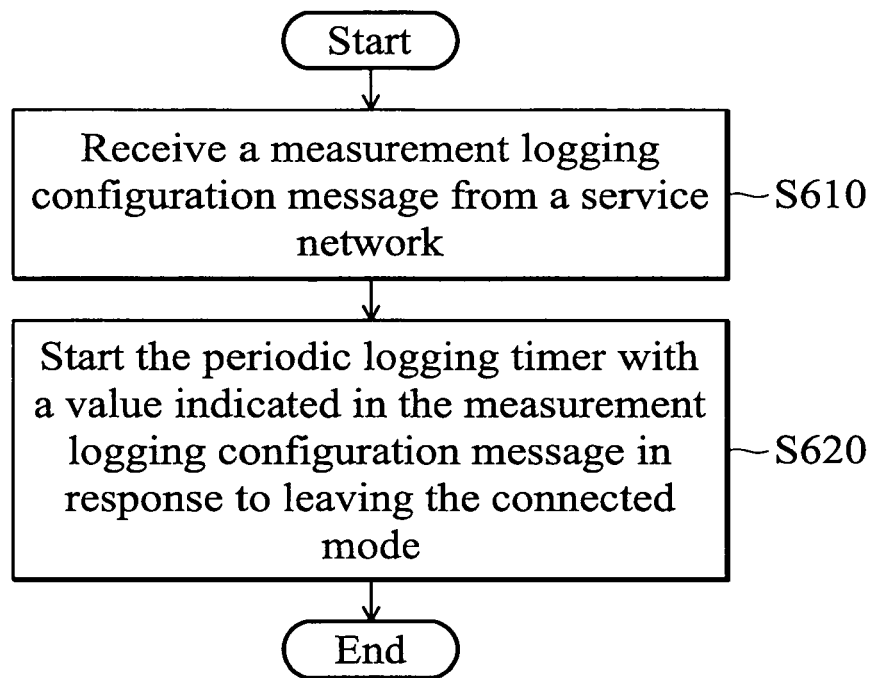 Start
Receive a measurement logging
configuration message from a service
network
S610
Start the periodic logging timer with
a value indicated in the measurement
logging configuration message in
response to leaving the connected
mode
S620
End